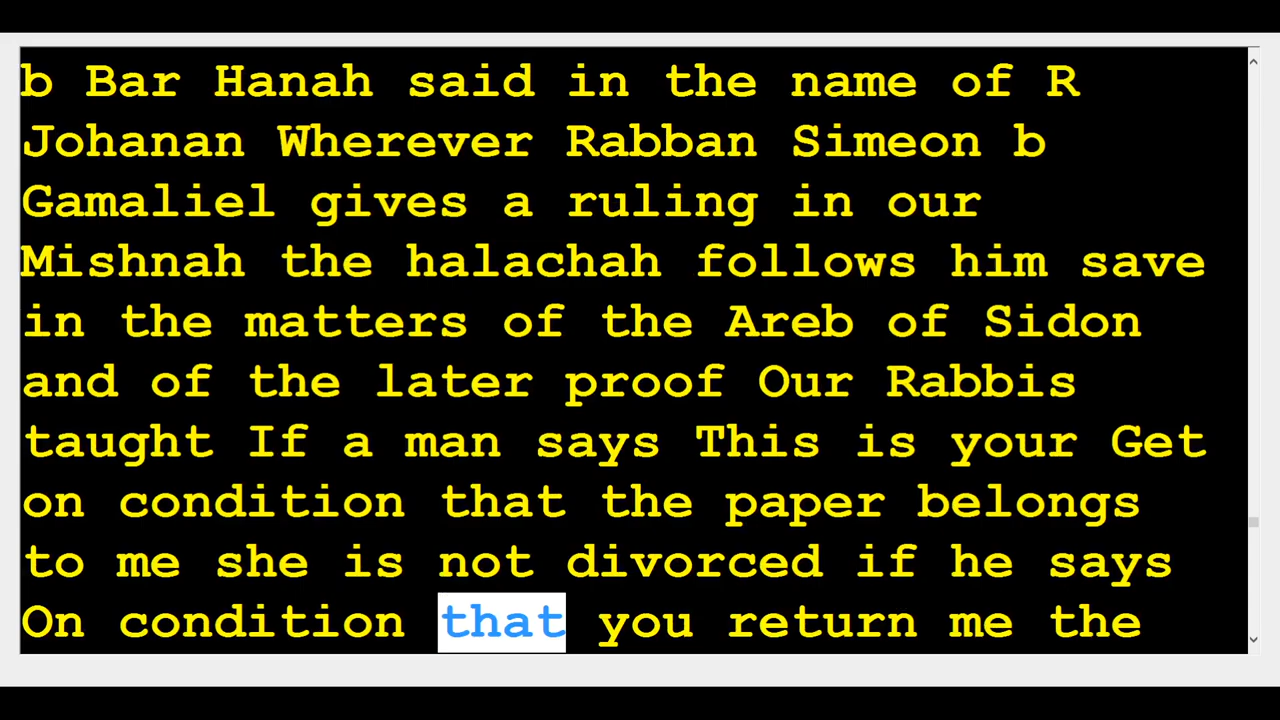 b Bar Hanah said in the name of R
Johanan Wherever Rabban Simeon b
Gamaliel gives a ruling in our
Mishnah the halachah follows him save
in the matters of the Areb of Sidon
and of the later proof Our Rabbis
taught If a man says This is your Get
on condition that the paper belongs
to me she is not divorced if he says
On condition that you return me the